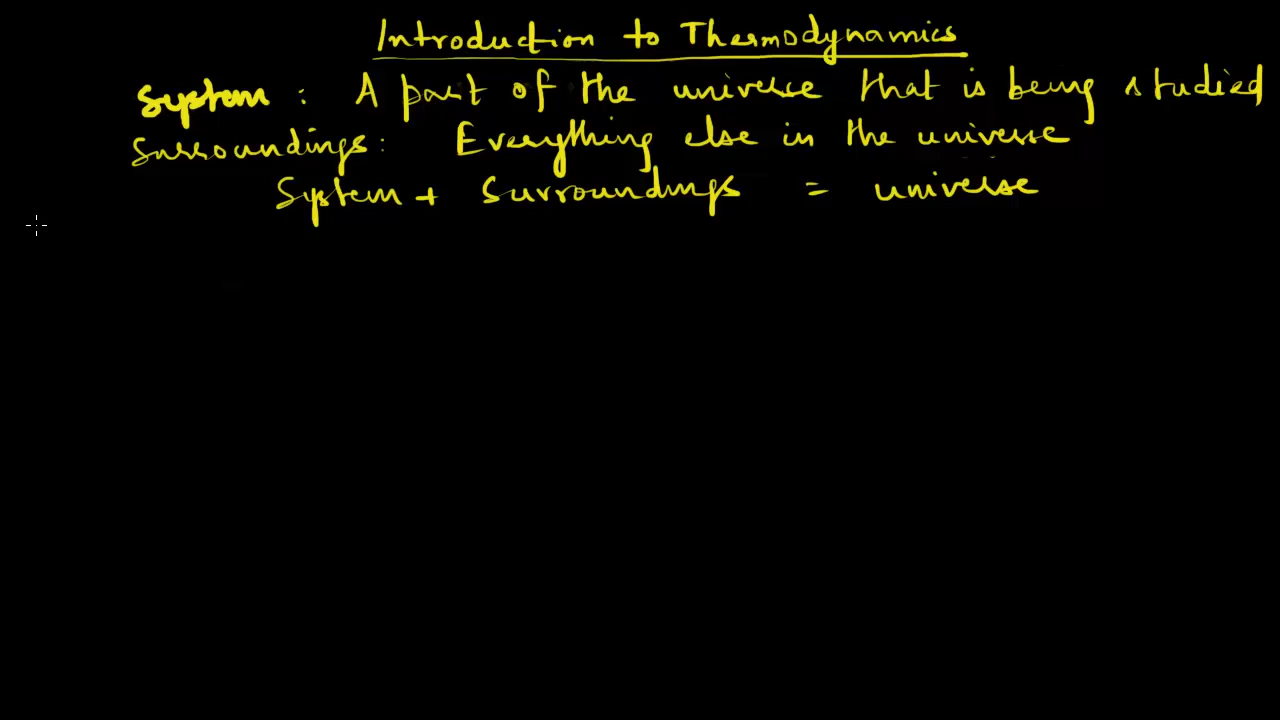 Introduction to Thermodynamics
System : A part of the universe that is being studied
Surroundings: Everything else in the universe
System + Surroundings = universe